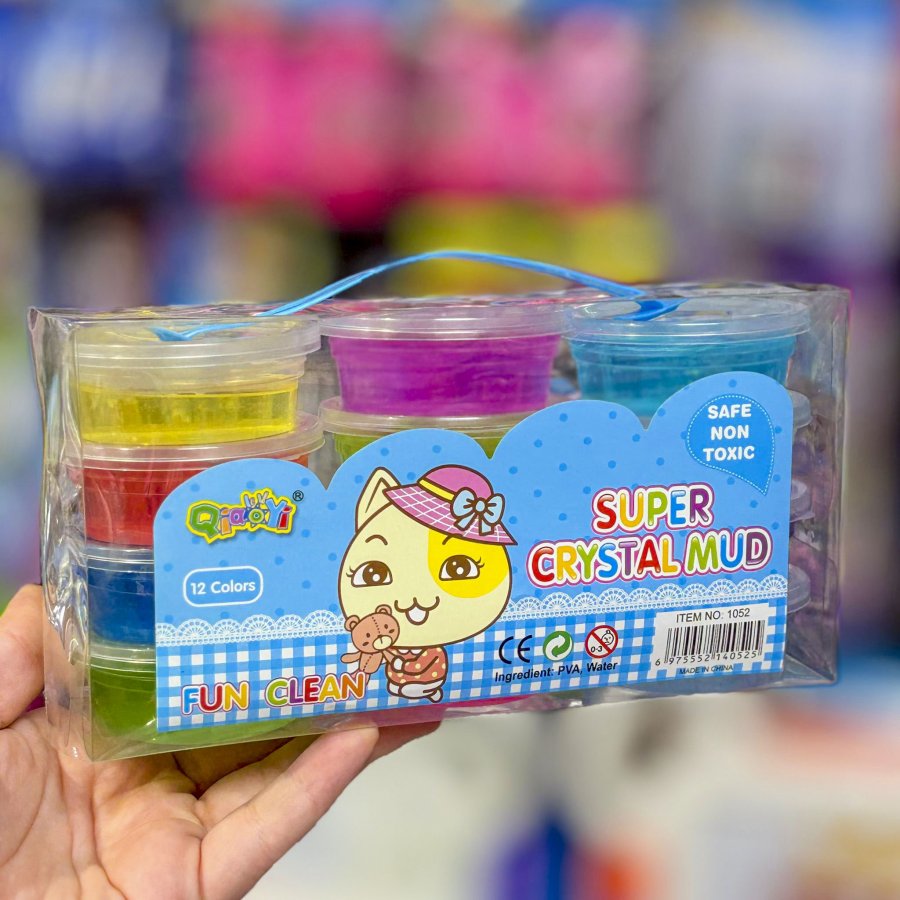 SAFE
NON
TOXIC
QiaoYi®
SUPER
CRYSTAL MUD
12 Colors
FUN CLEAN
CE
0-3
Ingredient: PVA, Water
ITEM NO: 1052
6 975552 140525
MADE IN CHINA